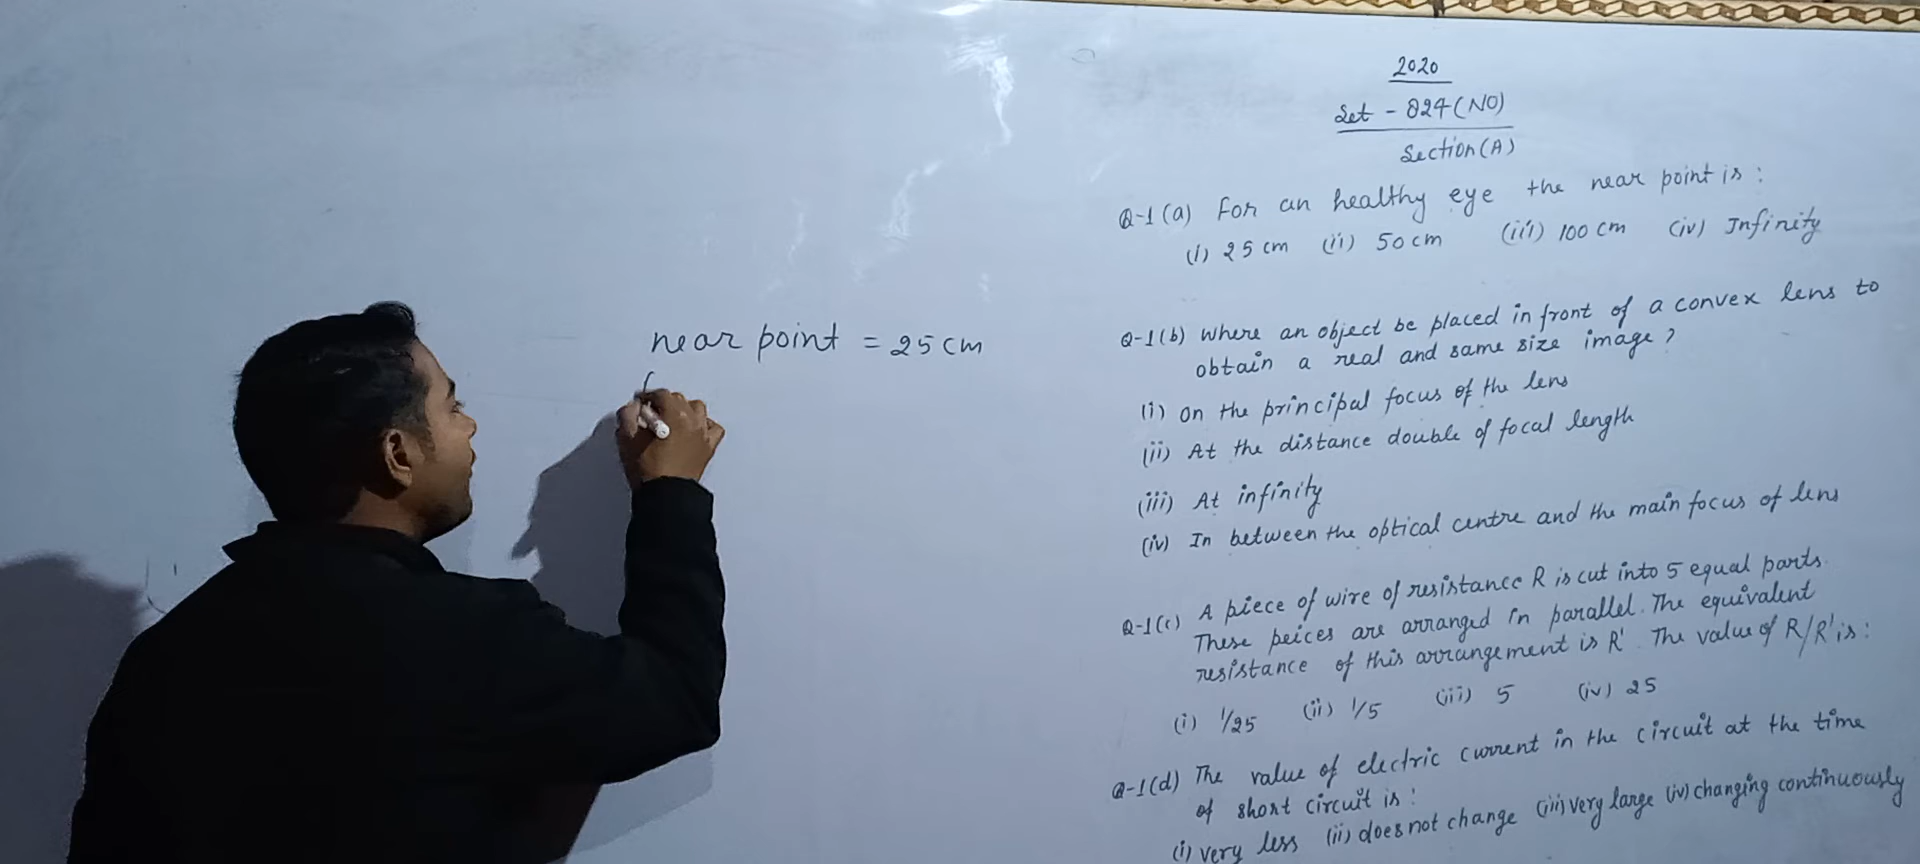 near point = 25 cm
2020
Set - 824 (NO)
Section (A)
Q-1 (a) For an healthy eye the near point is :
(i) 25 cm (ii) 50 cm (iii) 100 cm (iv) Infinity
Q-1 (b) Where an object be placed in front of a convex lens to
obtain a real and same size image ?
(i) On the principal focus of the lens
(ii) At the distance double of focal length
(iii) At infinity
(iv) In between the optical centre and the main focus of lens
Q-1 (c) A piece of wire of resistance R is cut into 5 equal parts.
These peices are arranged in parallel. The equivalent
resistance of this arrangement is R'. The value of R/R' is :
(i) 1/25 (ii) 1/5 (iii) 5 (iv) 25
Q-1 (d) The value of electric current in the circuit at the time
of short circuit is :
(i) very less (ii) does not change (iii) very large (iv) changing continuously